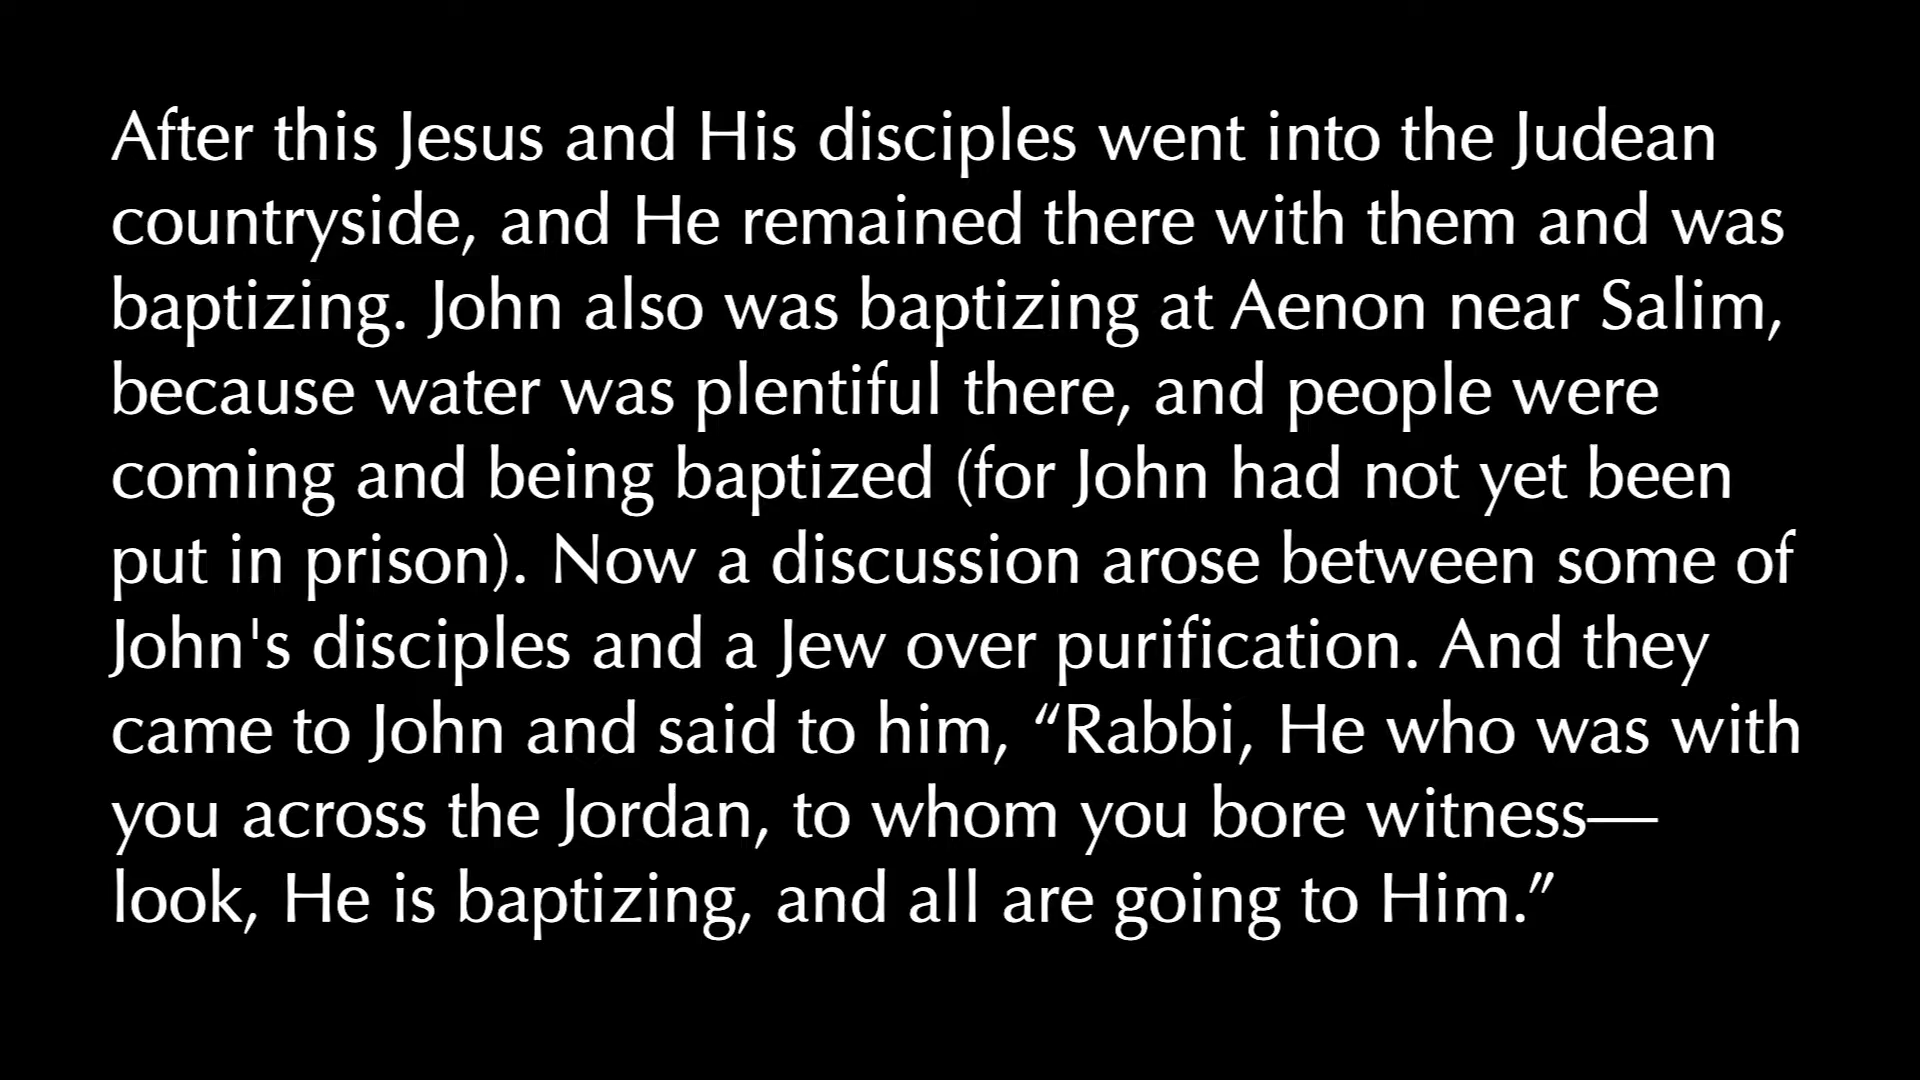 After this Jesus and His disciples went into the Judean
countryside, and He remained there with them and was
baptizing. John also was baptizing at Aenon near Salim,
because water was plentiful there, and people were
coming and being baptized (for John had not yet been
put in prison). Now a discussion arose between some of
John's disciples and a Jew over purification. And they
came to John and said to him, “Rabbi, He who was with
you across the Jordan, to whom you bore witness—
look, He is baptizing, and all are going to Him.”